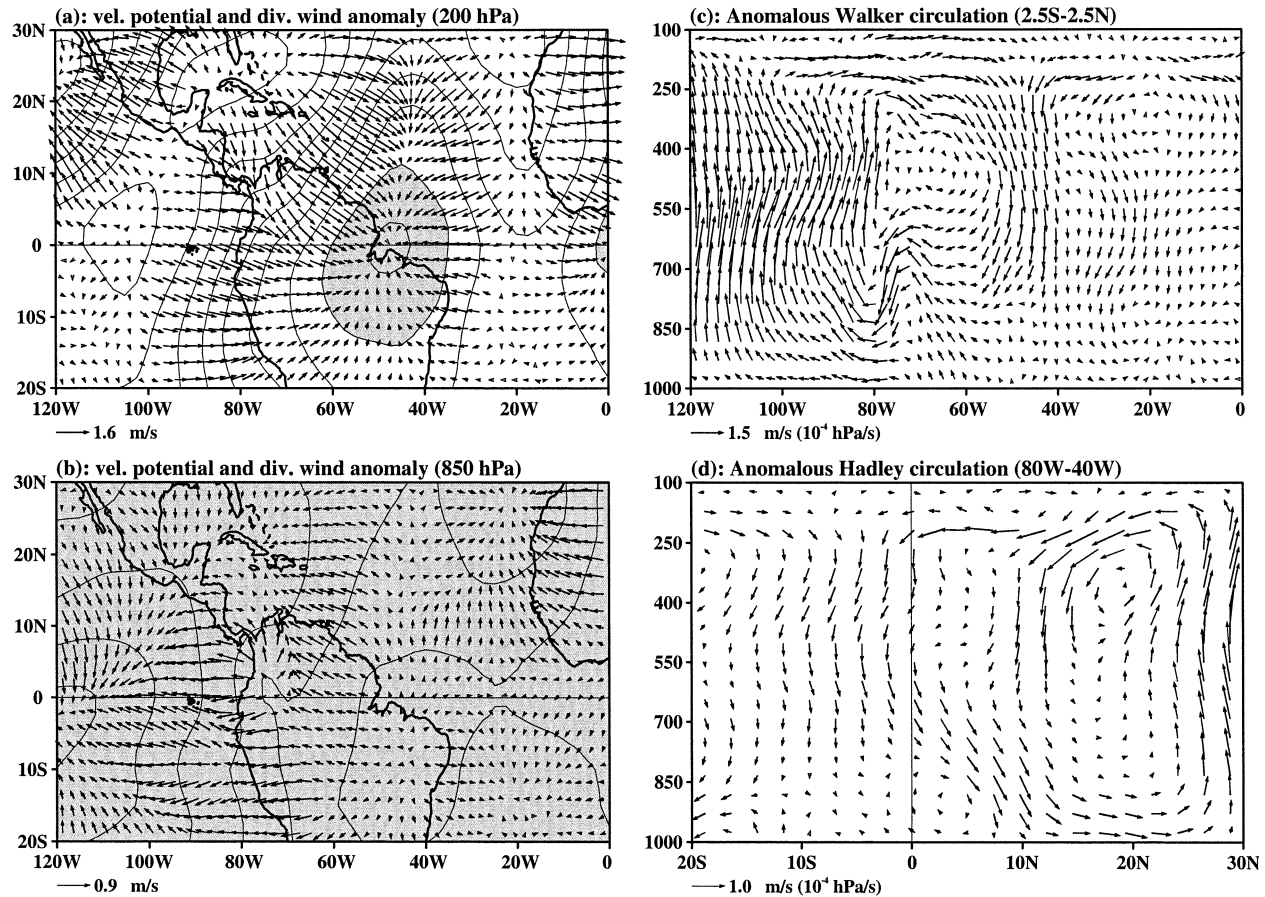 (a): vel. potential and div. wind anomaly (200 hPa)
30N
20N
10N
0
10S
20S
120W 100W 80W 60W 40W 20W 0
1.6 m/s
(c): Anomalous Walker circulation (2.5S-2.5N)
100
250
400
550
700
850
1000
120W 100W 80W 60W 40W 20W 0
1.5 m/s (10⁻⁴ hPa/s)
(b): vel. potential and div. wind anomaly (850 hPa)
30N
20N
10N
0
10S
20S
120W 100W 80W 60W 40W 20W 0
0.9 m/s
(d): Anomalous Hadley circulation (80W-40W)
100
250
400
550
700
850
1000
20S 10S 0 10N 20N 30N
1.0 m/s (10⁻⁴ hPa/s)